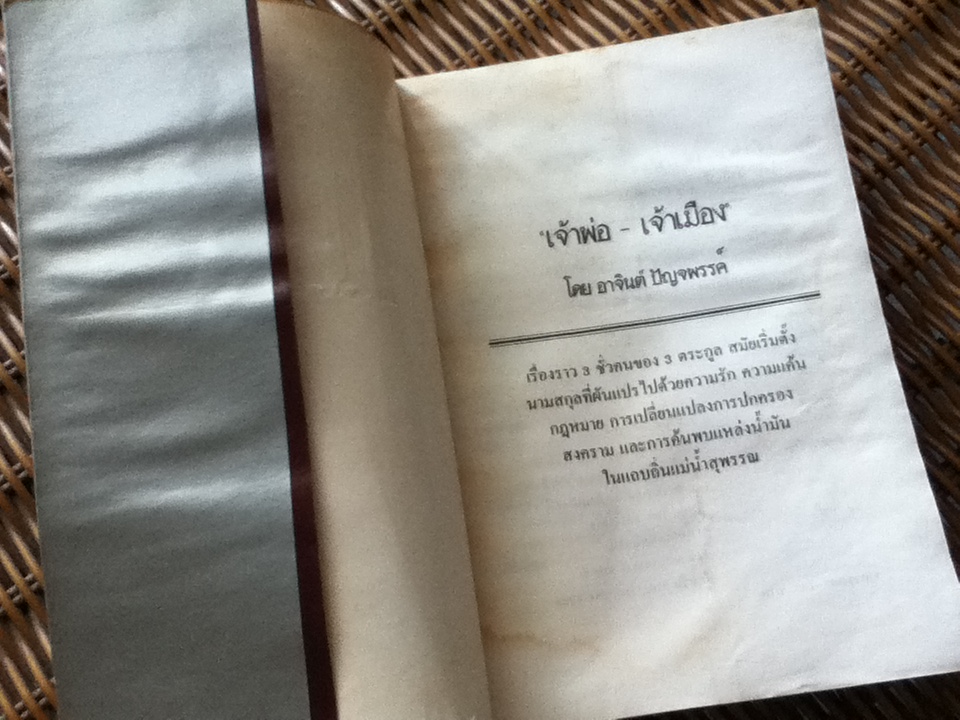 "เจ้าพ่อ - เจ้าเมือง"
โดย อาจินต์ ปัญจพรรค์
เรื่องราว 3 ชั่วคนของ 3 ตระกูล สมัยเริ่มตั้ง
นามสกุลที่ผันแปรไปด้วยความรัก ความแค้น
กฎหมาย การเปลี่ยนแปลงการปกครอง
สงคราม และการค้นพบแหล่งน้ำมัน
ในแถบถิ่นแม่น้ำสุพรรณ